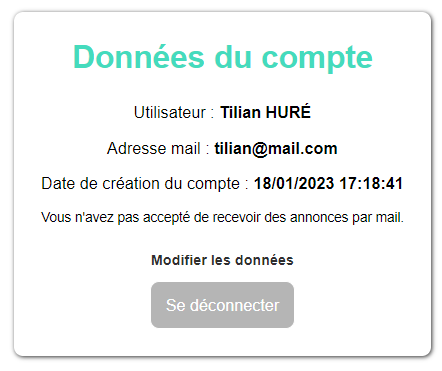 Données du compte
Utilisateur : Tilian HURÉ
Adresse mail : tilian@mail.com
Date de création du compte : 18/01/2023 17:18:41
Vous n'avez pas accepté de recevoir des annonces par mail.
Modifier les données
Se déconnecter